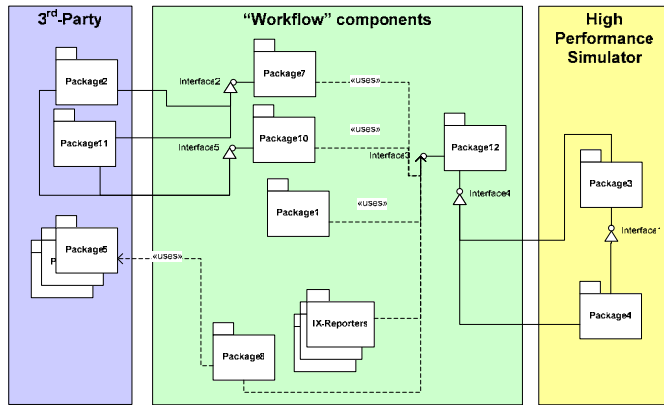 3rd-Party
"Workflow" components
High
Performance
Simulator
Package2
Interface2
Package7
«uses»
Package11
Interface5
Package10
«uses»
Interface3
Package12
Interface4
Package3
Package1
«uses»
Interface1
Package5
«uses»
IX-Reporters
Package4
Package8